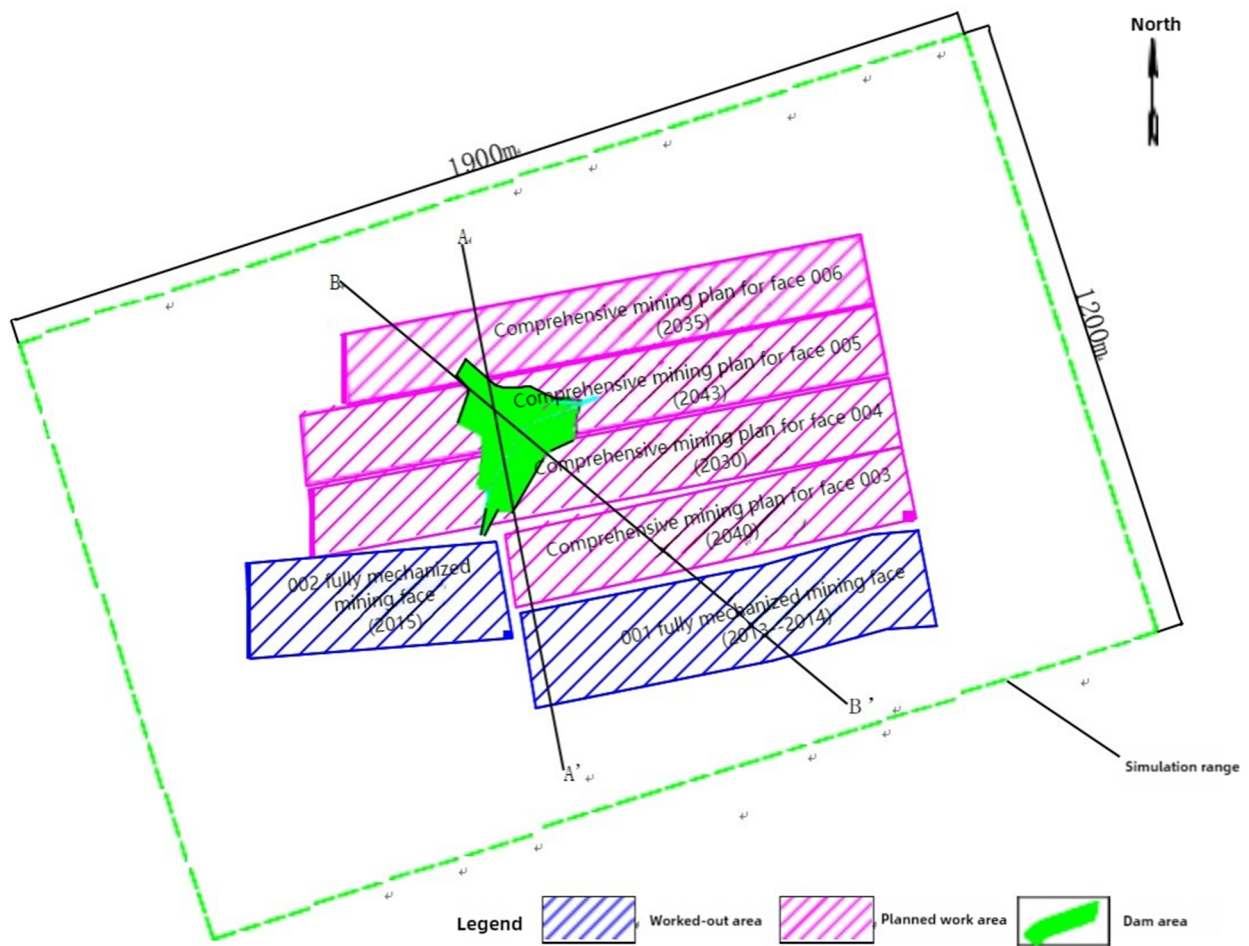 North
1900m
A
B
1200m
Comprehensive mining plan for face 006
(2035)
Comprehensive mining plan for face 005
(2043)
Comprehensive mining plan for face 004
(2030)
Comprehensive mining plan for face 003
(2040)
002 fully mechanized
mining face
(2015)
001 fully mechanized mining face
(2013--2014)
B'
A'
Simulation range
Legend
Worked-out area
Planned work area
Dam area